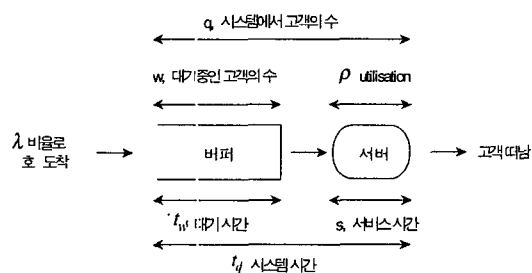 q, 시스템에서 고객의 수
w, 대기중인 고객의 수
ρ utilisation
λ 비율로
호 도착
버퍼
서버
고객 떠남
t_w, 대기 시간
s, 서비스 시간
t_q 시스템 시간